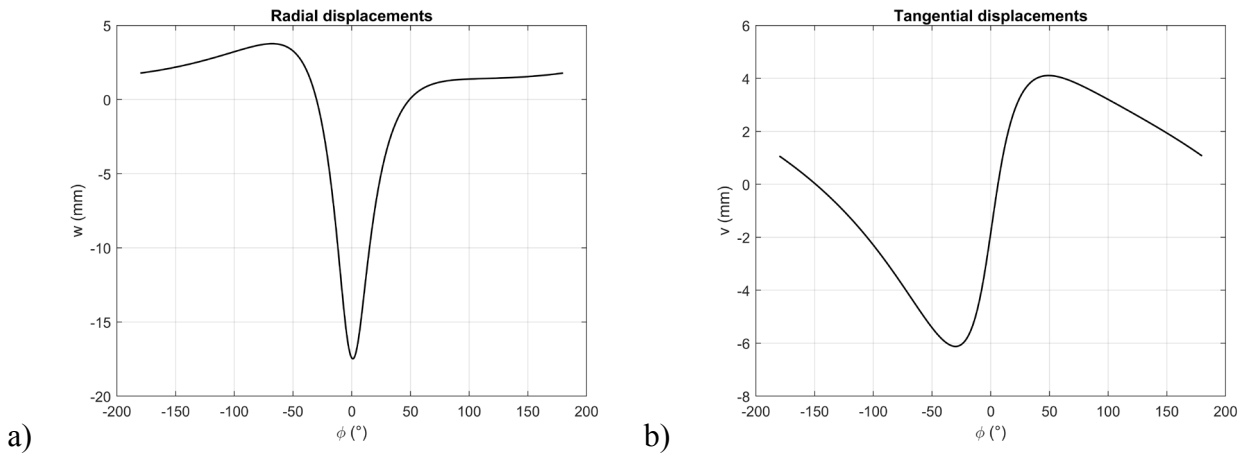 Radial displacements
5
0
-5
-10
-15
-20
w (mm)
-200 -150 -100 -50 0 50 100 150 200
ϕ (°)
a)
Tangential displacements
6
4
2
0
-2
-4
-6
-8
v (mm)
-200 -150 -100 -50 0 50 100 150 200
ϕ (°)
b)